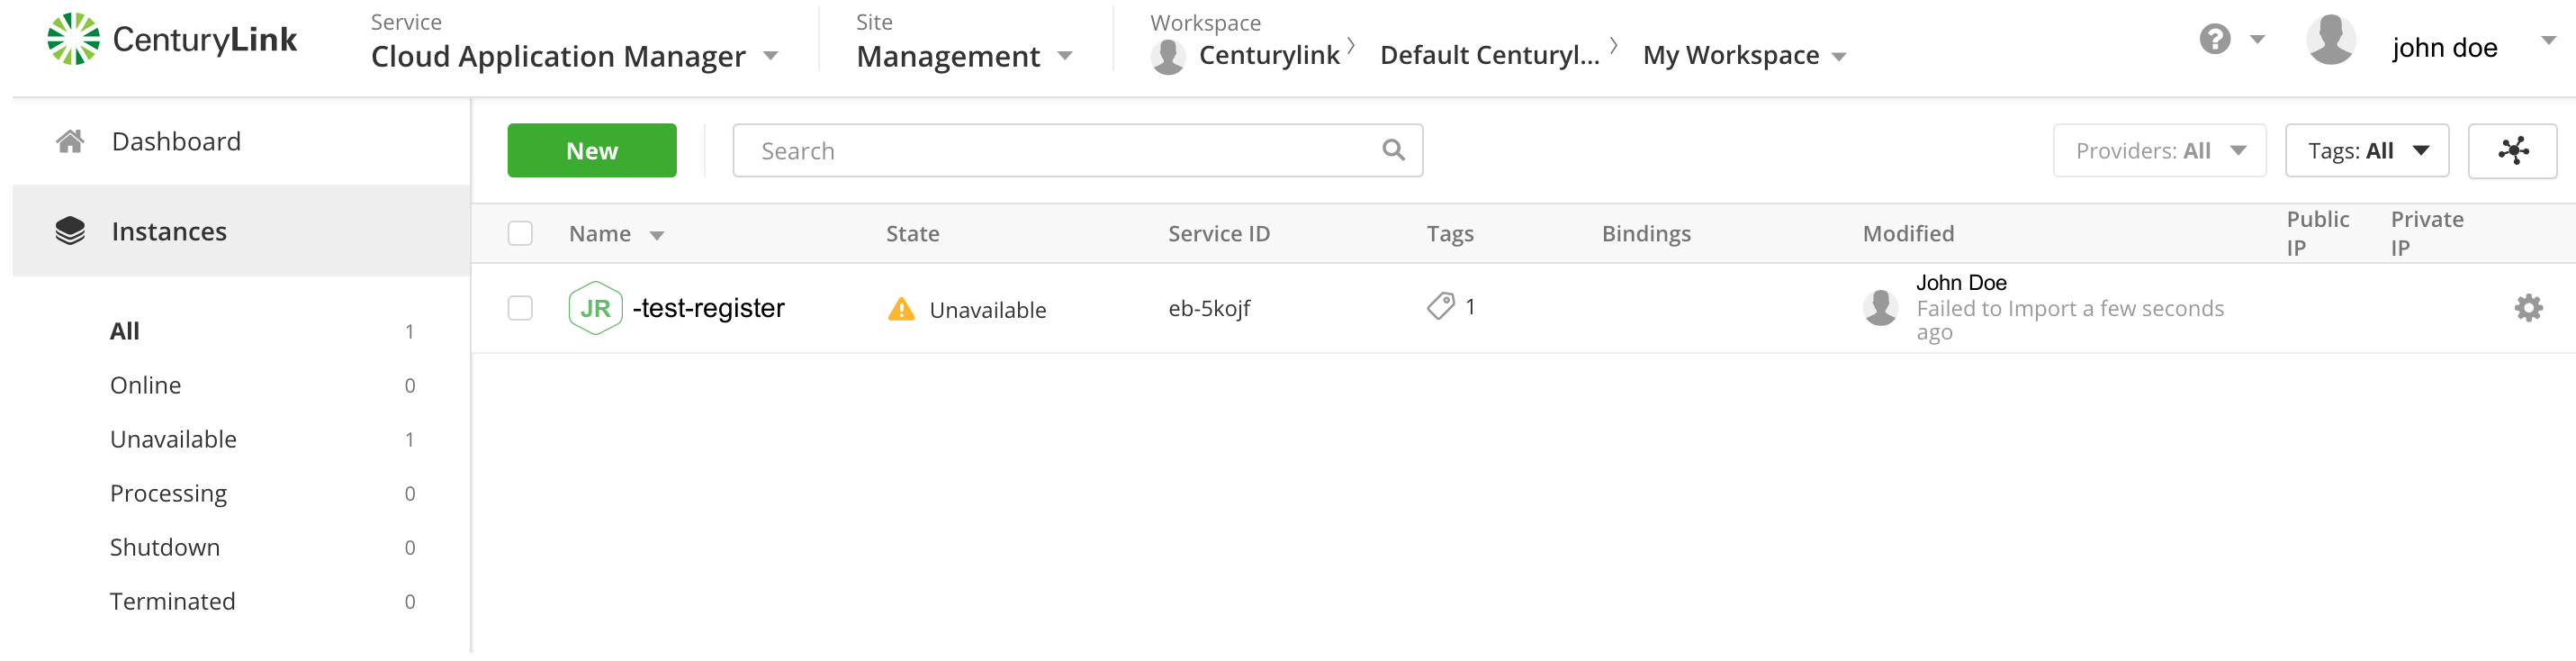 CenturyLink
Service
Cloud Application Manager
Site
Management
Workspace
Centurylink > Default Centuryl... > My Workspace
?
john doe
Dashboard
Instances
All 1
Online 0
Unavailable 1
Processing 0
Shutdown 0
Terminated 0
New
Search
Providers: All
Tags: All
Name State Service ID Tags Bindings Modified Public IP Private IP
JR -test-register Unavailable eb-5kojf 1
John Doe
Failed to Import a few seconds
ago